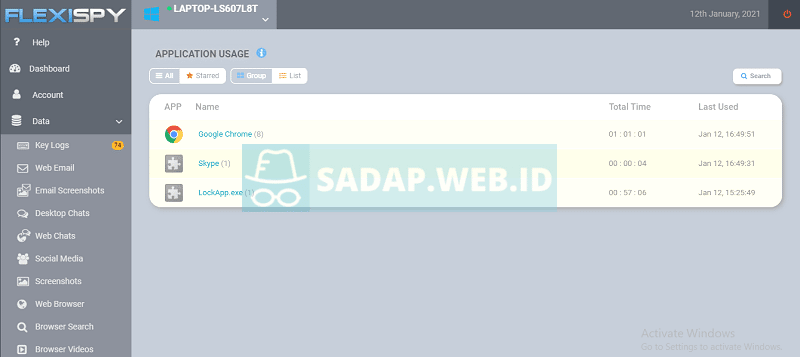 FLEXISPY
LAPTOP-LS607L8T
12th January, 2021
Help
Dashboard
Account
Data
Key Logs 74
Web Email
Email Screenshots
Desktop Chats
Web Chats
Social Media
Screenshots
Web Browser
Browser Search
Browser Videos
APPLICATION USAGE
All Starred Group List
Search
APP Name Total Time Last Used
Google Chrome (8) 01 : 01 : 01 Jan 12, 16:49:51
Skype (1) 00 : 00 : 04 Jan 12, 16:49:31
LockApp.exe (1) 00 : 57 : 06 Jan 12, 15:25:49
SADAP.WEB.ID
Activate Windows
Go to Settings to activate Windows.